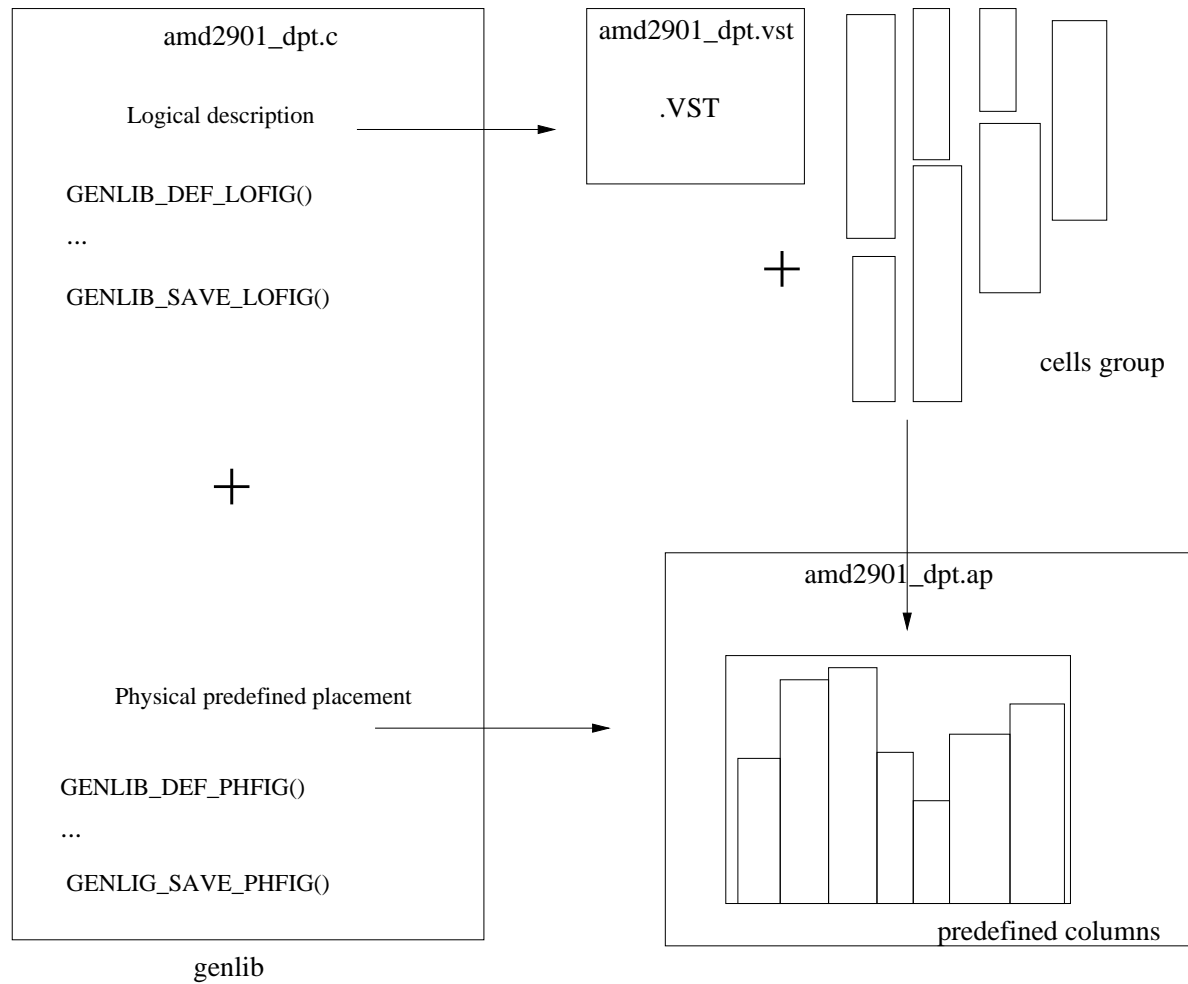 amd2901_dpt.c
Logical description
GENLIB_DEF_LOFIG()
...
GENLIB_SAVE_LOFIG()
+
Physical predefined placement
GENLIB_DEF_PHFIG()
...
GENLIG_SAVE_PHFIG()
genlib
amd2901_dpt.vst
.VST
+
cells group
amd2901_dpt.ap
predefined columns